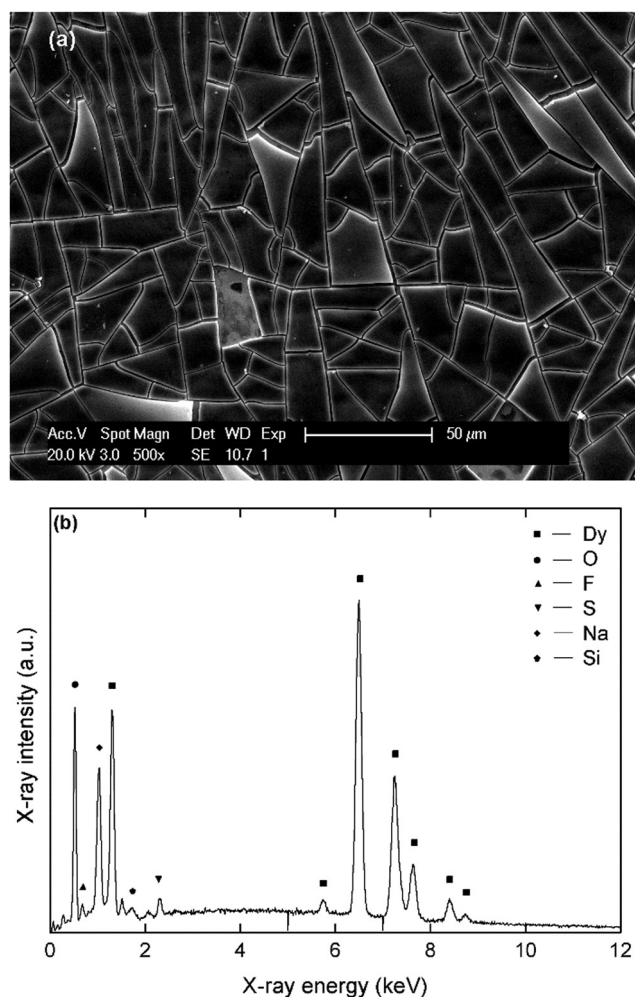 (a)
Acc.V Spot Magn Det WD Exp 50 µm
20.0 kV 3.0 500x SE 10.7 1
(b)
Dy
O
F
S
Na
Si
X-ray intensity (a.u.)
0 2 4 6 8 10 12
X-ray energy (keV)